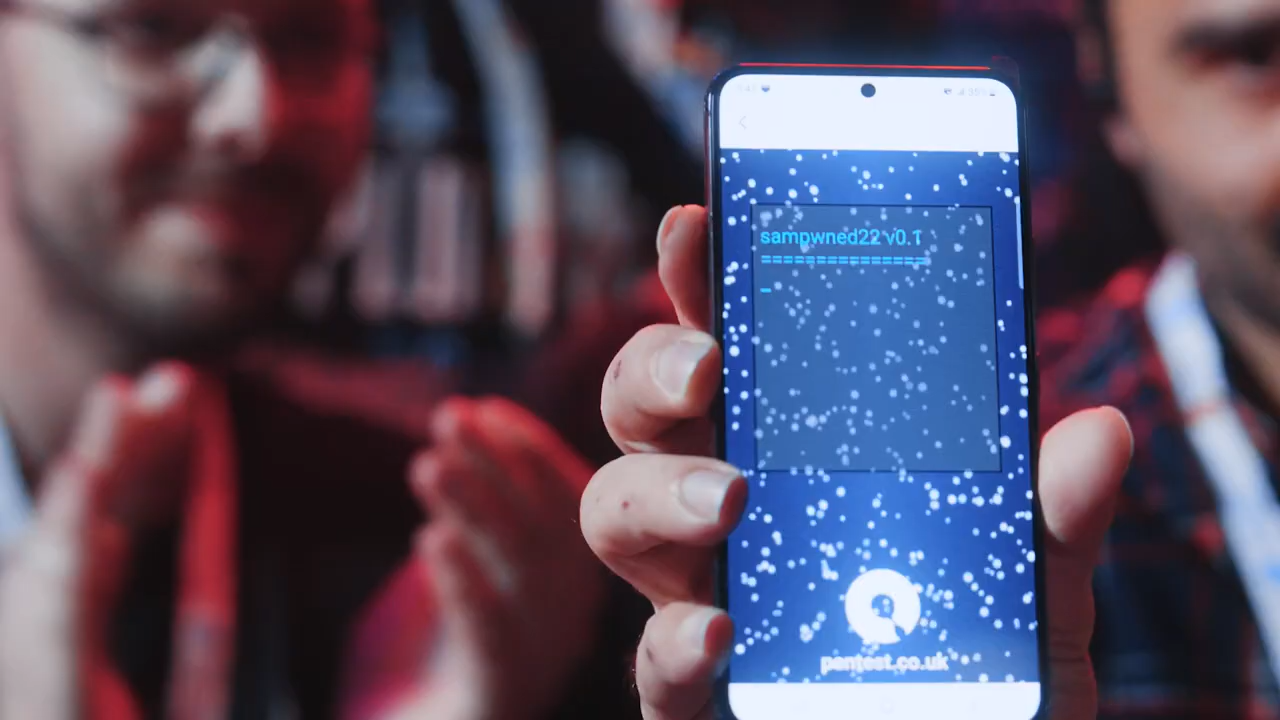 sampwned22 v0.1
===============
_
pentest.co.uk